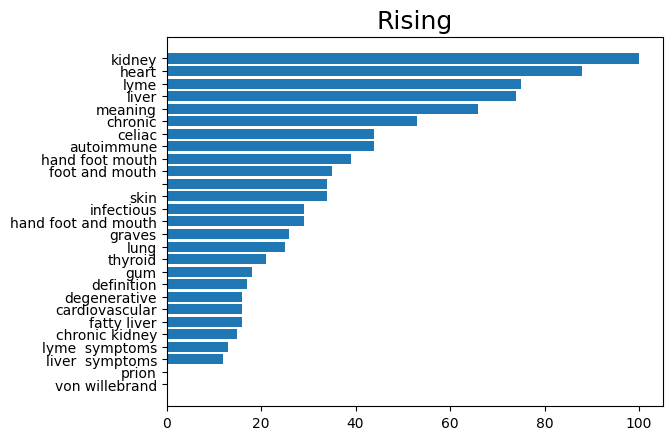 Rising
kidney
heart
lyme
liver
meaning
chronic
celiac
autoimmune
hand foot mouth
foot and mouth
skin
infectious
hand foot and mouth
graves
lung
thyroid
gum
definition
degenerative
cardiovascular
fatty liver
chronic kidney
lyme  symptoms
liver  symptoms
prion
von willebrand
0 20 40 60 80 100